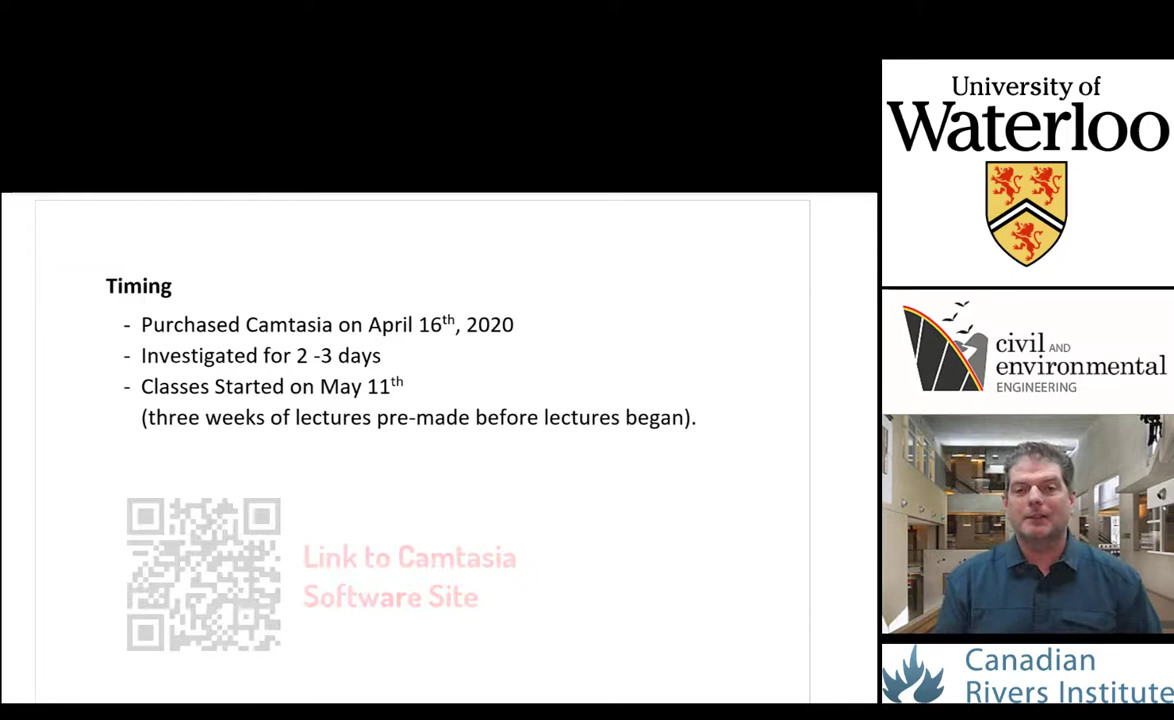 Timing
- Purchased Camtasia on April 16th, 2020
- Investigated for 2 -3 days
- Classes Started on May 11th
(three weeks of lectures pre-made before lectures began).
Link to Camtasia
Software Site
University of
Waterloo
civil AND
environmental
ENGINEERING
Canadian
Rivers Institute